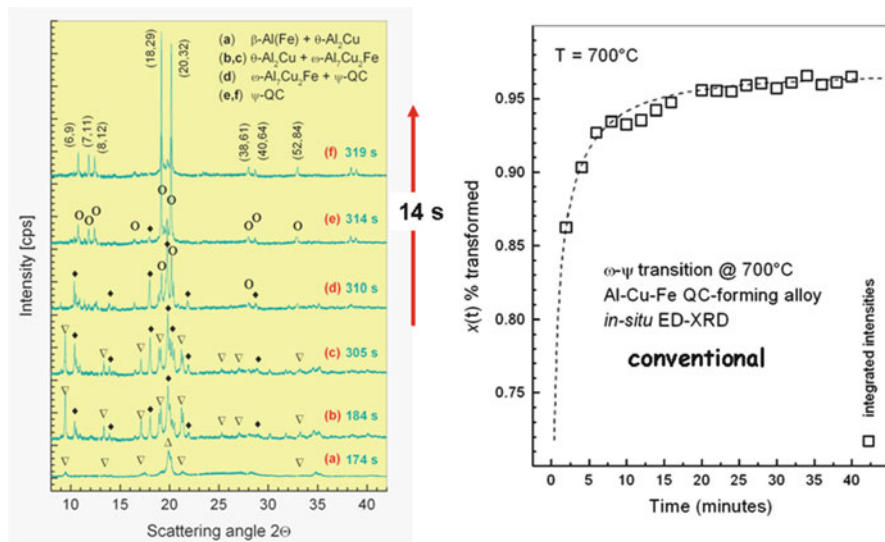 (a) β-Al(Fe) + θ-Al₂Cu
(b,c) θ-Al₂Cu + ω-Al₇Cu₂Fe
(d) ω-Al₇Cu₂Fe + ψ-QC
(e,f) ψ-QC
(6,9)
(7,11)
(8,12)
(18,29)
(20,32)
(38,61)
(40,64)
(52,84)
(f) 319 s
(e) 314 s
(d) 310 s
(c) 305 s
(b) 184 s
(a) 174 s
Intensity [cps]
10 15 20 25 30 35 40
Scattering angle 2Θ
14 s
T = 700°C
0.95
0.90
0.85
0.80
0.75
x(t) % transformed
ω-ψ transition @ 700°C
Al-Cu-Fe QC-forming alloy
in-situ ED-XRD
conventional
integrated intensities
0 5 10 15 20 25 30 35 40
Time (minutes)